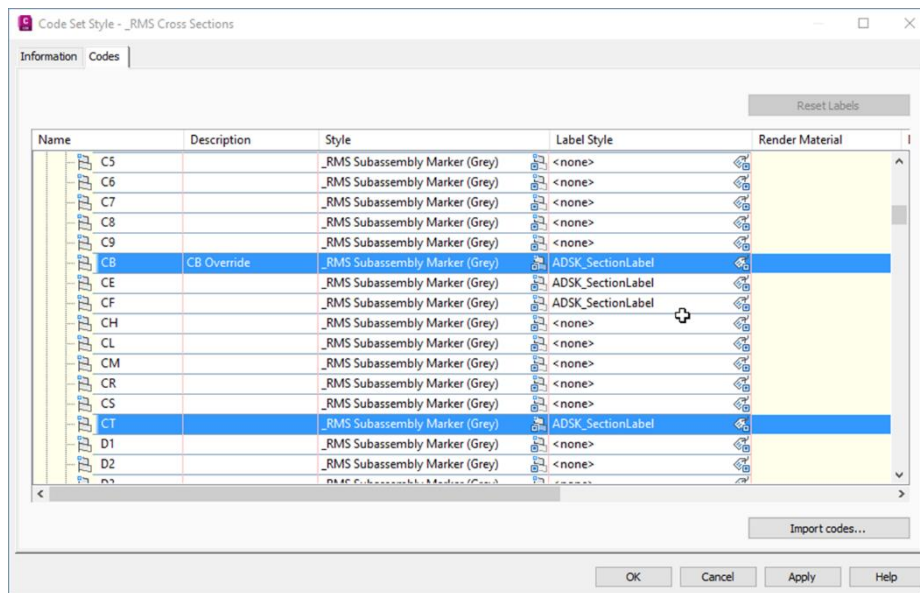 Code Set Style - _RMS Cross Sections
Information Codes
Reset Labels
Name Description Style Label Style Render Material
C5 _RMS Subassembly Marker (Grey) <none>
C6 _RMS Subassembly Marker (Grey) <none>
C7 _RMS Subassembly Marker (Grey) <none>
C8 _RMS Subassembly Marker (Grey) <none>
C9 _RMS Subassembly Marker (Grey) <none>
CB CB Override _RMS Subassembly Marker (Grey) ADSK_SectionLabel
CE _RMS Subassembly Marker (Grey) ADSK_SectionLabel
CF _RMS Subassembly Marker (Grey) ADSK_SectionLabel
CH _RMS Subassembly Marker (Grey) <none>
CL _RMS Subassembly Marker (Grey) <none>
CM _RMS Subassembly Marker (Grey) <none>
CR _RMS Subassembly Marker (Grey) <none>
CS _RMS Subassembly Marker (Grey) <none>
CT _RMS Subassembly Marker (Grey) ADSK_SectionLabel
D1 _RMS Subassembly Marker (Grey) <none>
D2 _RMS Subassembly Marker (Grey) <none>
Import codes...
OK Cancel Apply Help